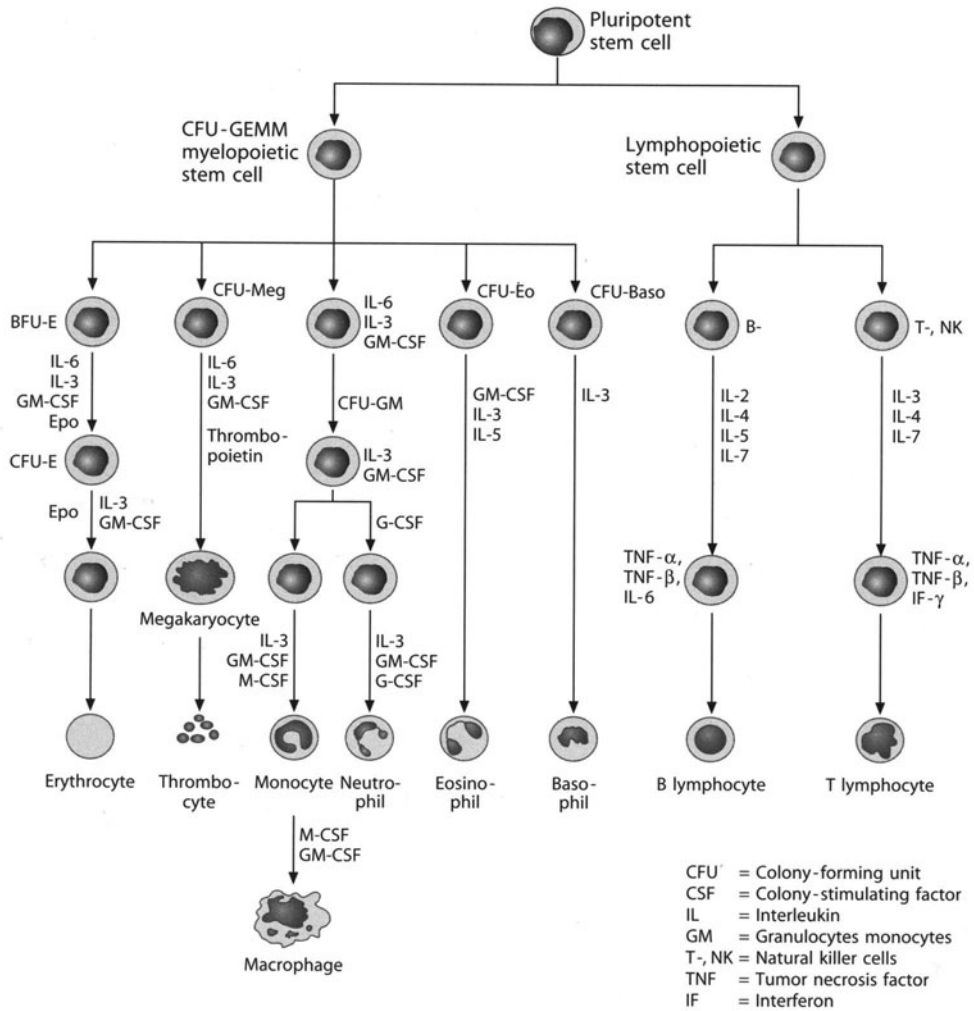 Pluripotent
stem cell
CFU-GEMM
myelopoietic
stem cell
Lymphopoietic
stem cell
BFU-E
CFU-Meg
IL-6
IL-3
GM-CSF
CFU-Eo
CFU-Baso
B-
T-, NK
IL-6
IL-3
GM-CSF
Epo
IL-6
IL-3
GM-CSF
Thrombo-
poietin
CFU-GM
GM-CSF
IL-3
IL-5
IL-3
IL-2
IL-4
IL-5
IL-7
IL-3
IL-4
IL-7
CFU-E
IL-3
GM-CSF
Epo
IL-3
GM-CSF
G-CSF
TNF-α,
TNF-β,
IL-6
TNF-α,
TNF-β,
IF-γ
Megakaryocyte
IL-3
GM-CSF
M-CSF
IL-3
GM-CSF
G-CSF
Erythrocyte
Thrombo-
cyte
Monocyte
Neutro-
phil
Eosino-
phil
Baso-
phil
B lymphocyte
T lymphocyte
M-CSF
GM-CSF
Macrophage
CFU = Colony-forming unit
CSF = Colony-stimulating factor
IL = Interleukin
GM = Granulocytes monocytes
T-, NK = Natural killer cells
TNF = Tumor necrosis factor
IF = Interferon